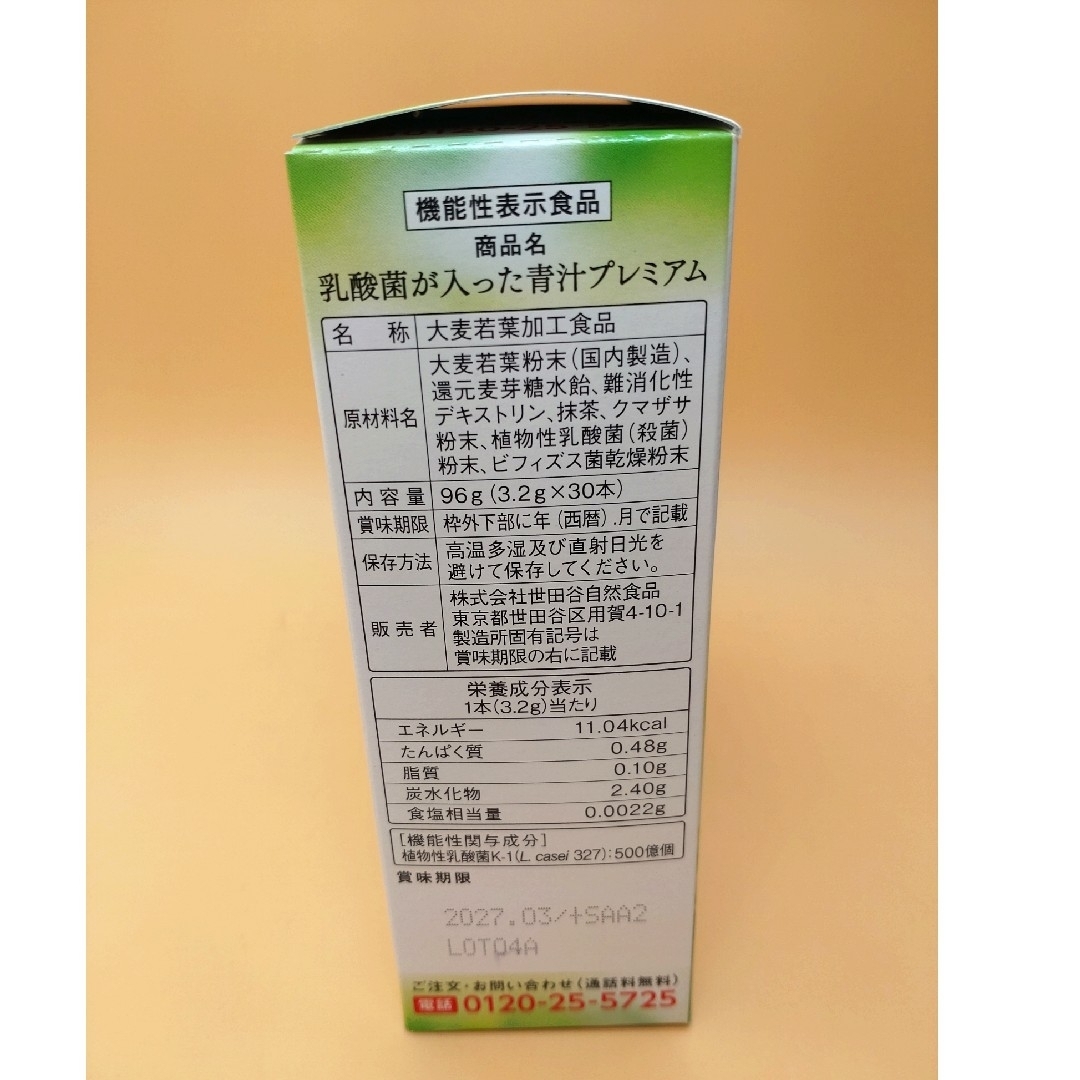 機能性表示食品
商品名
乳酸菌が入った青汁プレミアム
名称 大麦若葉加工食品
原材料名 大麦若葉粉末(国内製造)、
還元麦芽糖水飴、難消化性
デキストリン、抹茶、クマザサ
粉末、植物性乳酸菌(殺菌)
粉末、ビフィズス菌乾燥粉末
内容量 96g(3.2g×30本)
賞味期限 枠外下部に年(西暦).月で記載
保存方法 高温多湿及び直射日光を
避けて保存してください。
販売者 株式会社世田谷自然食品
東京都世田谷区用賀4-10-1
製造所固有記号は
賞味期限の右に記載
栄養成分表示
1本(3.2g)当たり
エネルギー 11.04kcal
たんぱく質 0.48g
脂質 0.10g
炭水化物 2.40g
食塩相当量 0.0022g
[機能性関与成分]
植物性乳酸菌K-1(L. casei 327):500億個
賞味期限
2027.03/+SAA2
LOT04A
ご注文・お問い合わせ(通話料無料)
電話 0120-25-5725